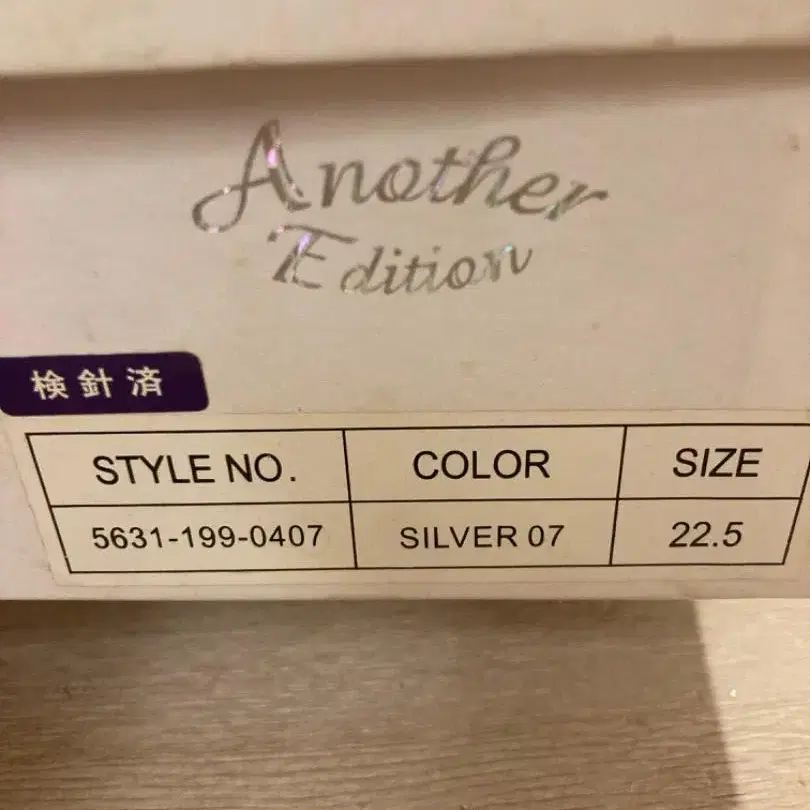 Another
Edition
検針済
STYLE NO. COLOR SIZE
5631-199-0407 SILVER 07 22.5